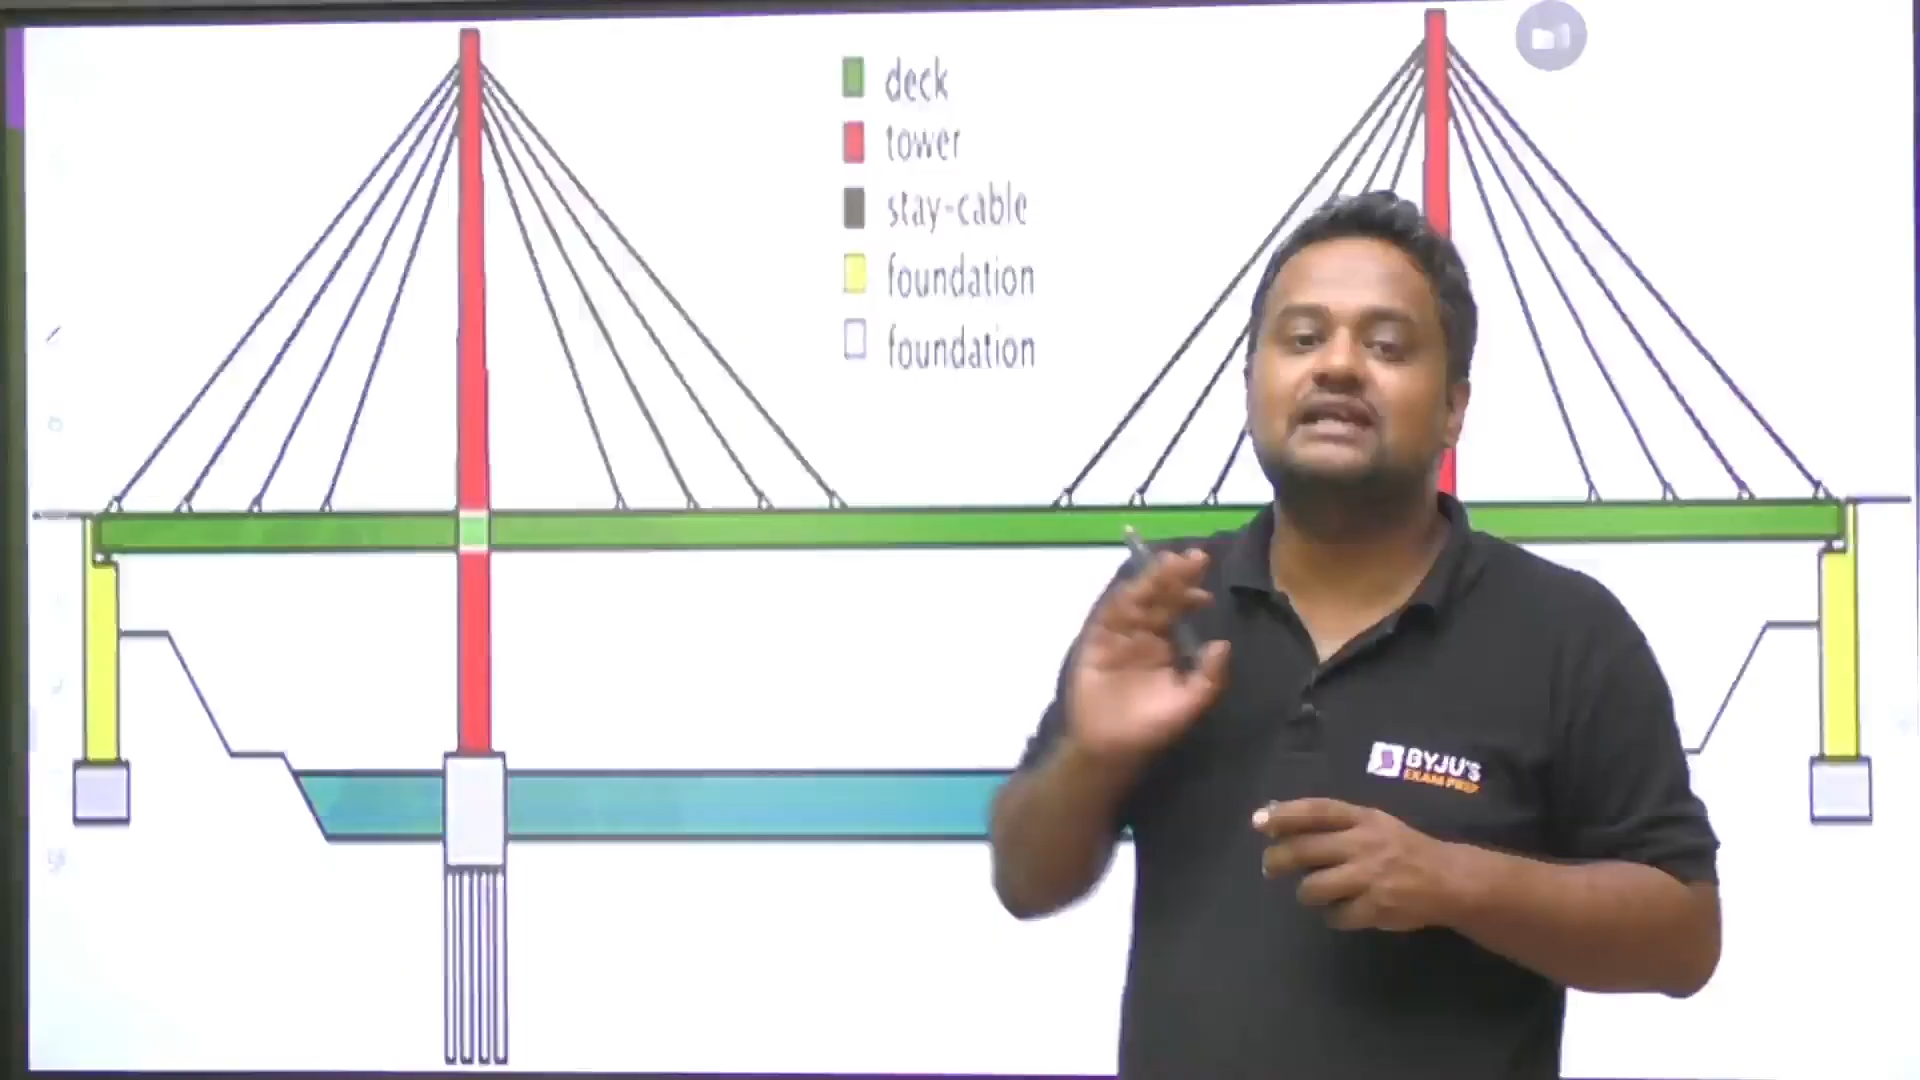 deck
tower
stay-cable
foundation
foundation
BYJU'S
EXAM PREP